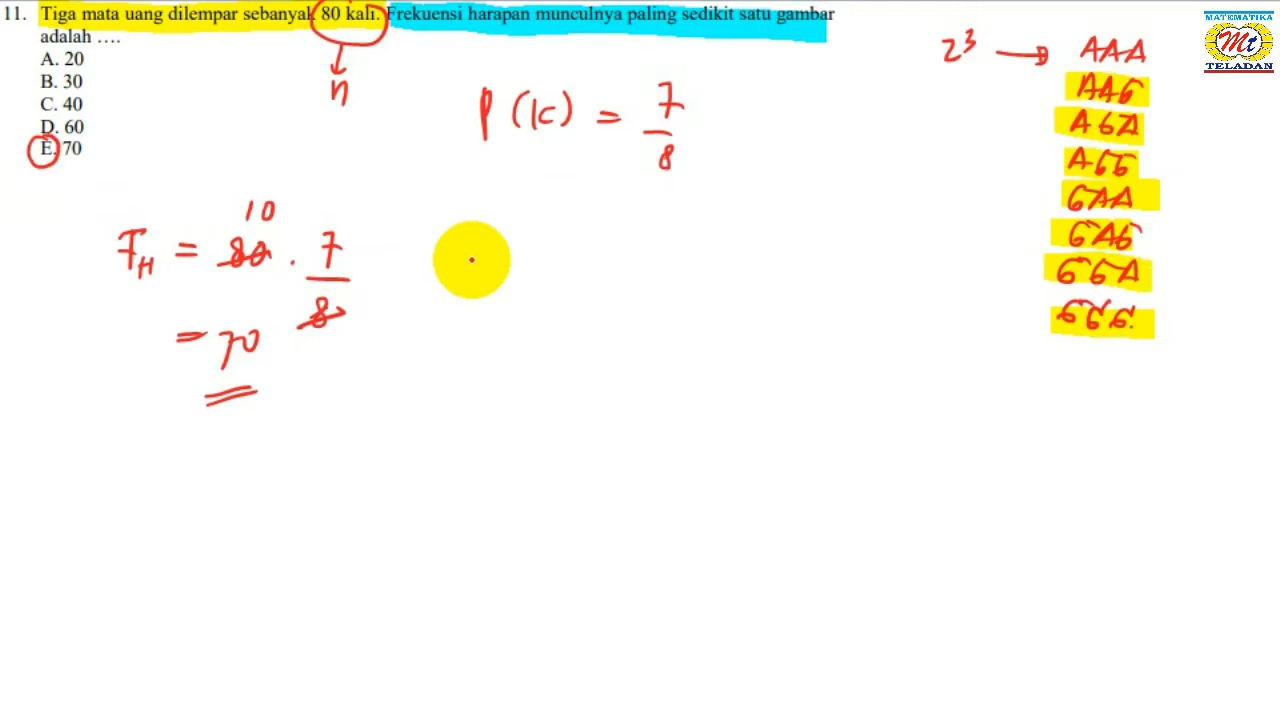 11. Tiga mata uang dilempar sebanyak 80 kali. Frekuensi harapan munculnya paling sedikit satu gambar
adalah ….
A. 20
B. 30
C. 40
D. 60
E. 70
n
P (K) = 7/8
F_H = 80 . 7/8
10
= 70
2³ → AAA
AAG
AGA
AGG
GAA
GAG
GGA
GGG
MATEMATIKA
Mt
TELADAN